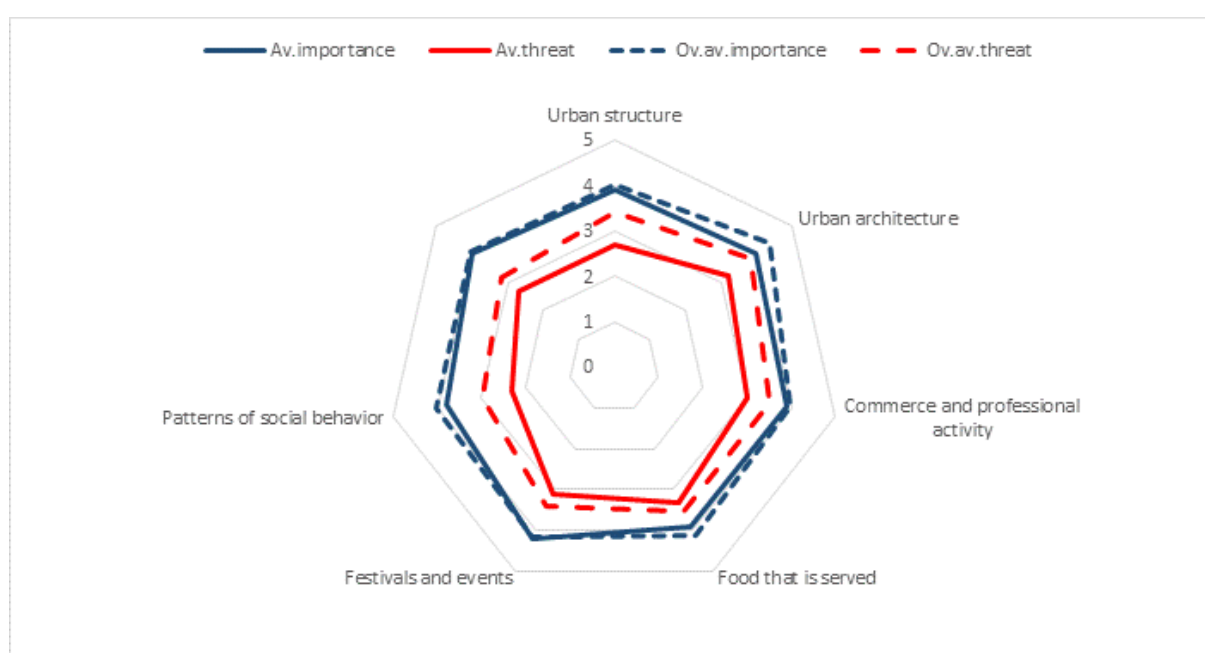 Av.importance
Av.threat
Ov.av.importance
Ov.av.threat
Urban structure
5
4
3
2
1
0
Urban architecture
Commerce and professional
activity
Food that is served
Festivals and events
Patterns of social behavior